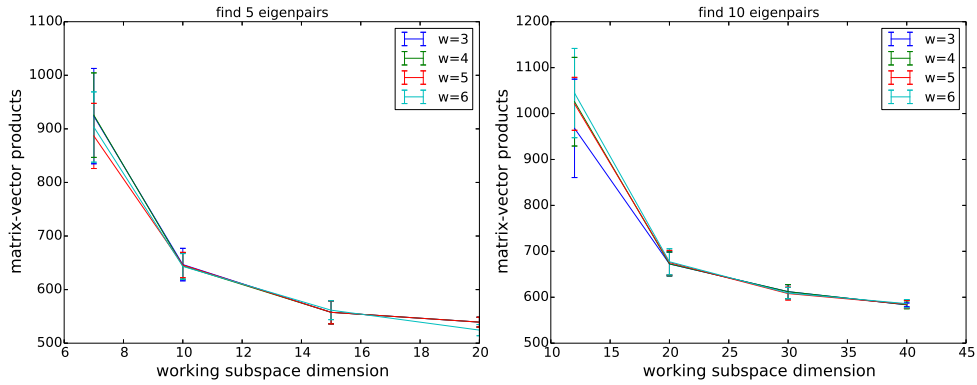 find 5 eigenpairs
1100
1000
900
800
700
600
500
matrix-vector products
6
8
10
12
14
16
18
20
working subspace dimension
w=3
w=4
w=5
w=6
find 10 eigenpairs
1200
1100
1000
900
800
700
600
500
matrix-vector products
10
15
20
25
30
35
40
45
working subspace dimension
w=3
w=4
w=5
w=6